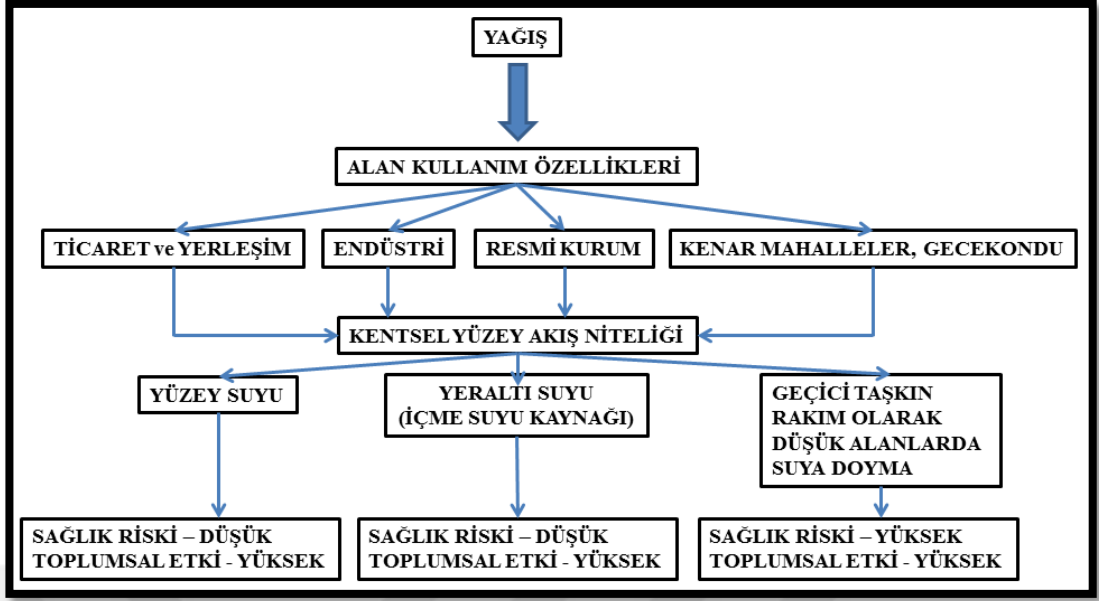 YAĞIŞ
ALAN KULLANIM ÖZELLİKLERİ
TİCARET ve YERLEŞİM
ENDÜSTRİ
RESMİ KURUM
KENAR MAHALLELER, GECEKONDU
KENTSEL YÜZEY AKIŞ NİTELİĞİ
YÜZEY SUYU
YERALTI SUYU
(İÇME SUYU KAYNAĞI)
GEÇİCİ TAŞKIN
RAKIM OLARAK
DÜŞÜK ALANLARDA
SUYA DOYMA
SAĞLIK RİSKİ – DÜŞÜK
TOPLUMSAL ETKİ - YÜKSEK
SAĞLIK RİSKİ – DÜŞÜK
TOPLUMSAL ETKİ - YÜKSEK
SAĞLIK RİSKİ – YÜKSEK
TOPLUMSAL ETKİ - YÜKSEK